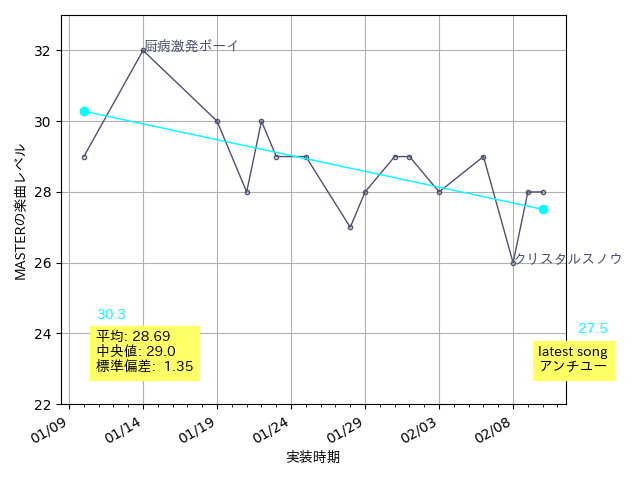 32
30
28
26
24
22
MASTERの楽曲レベル
厨病激発ボーイ
クリスタルスノウ
30.3
平均: 28.69
中央値: 29.0
標準偏差: 1.35
27.5
latest song
アンチユー
01/09
01/14
01/19
01/24
01/29
02/03
02/08
実装時期